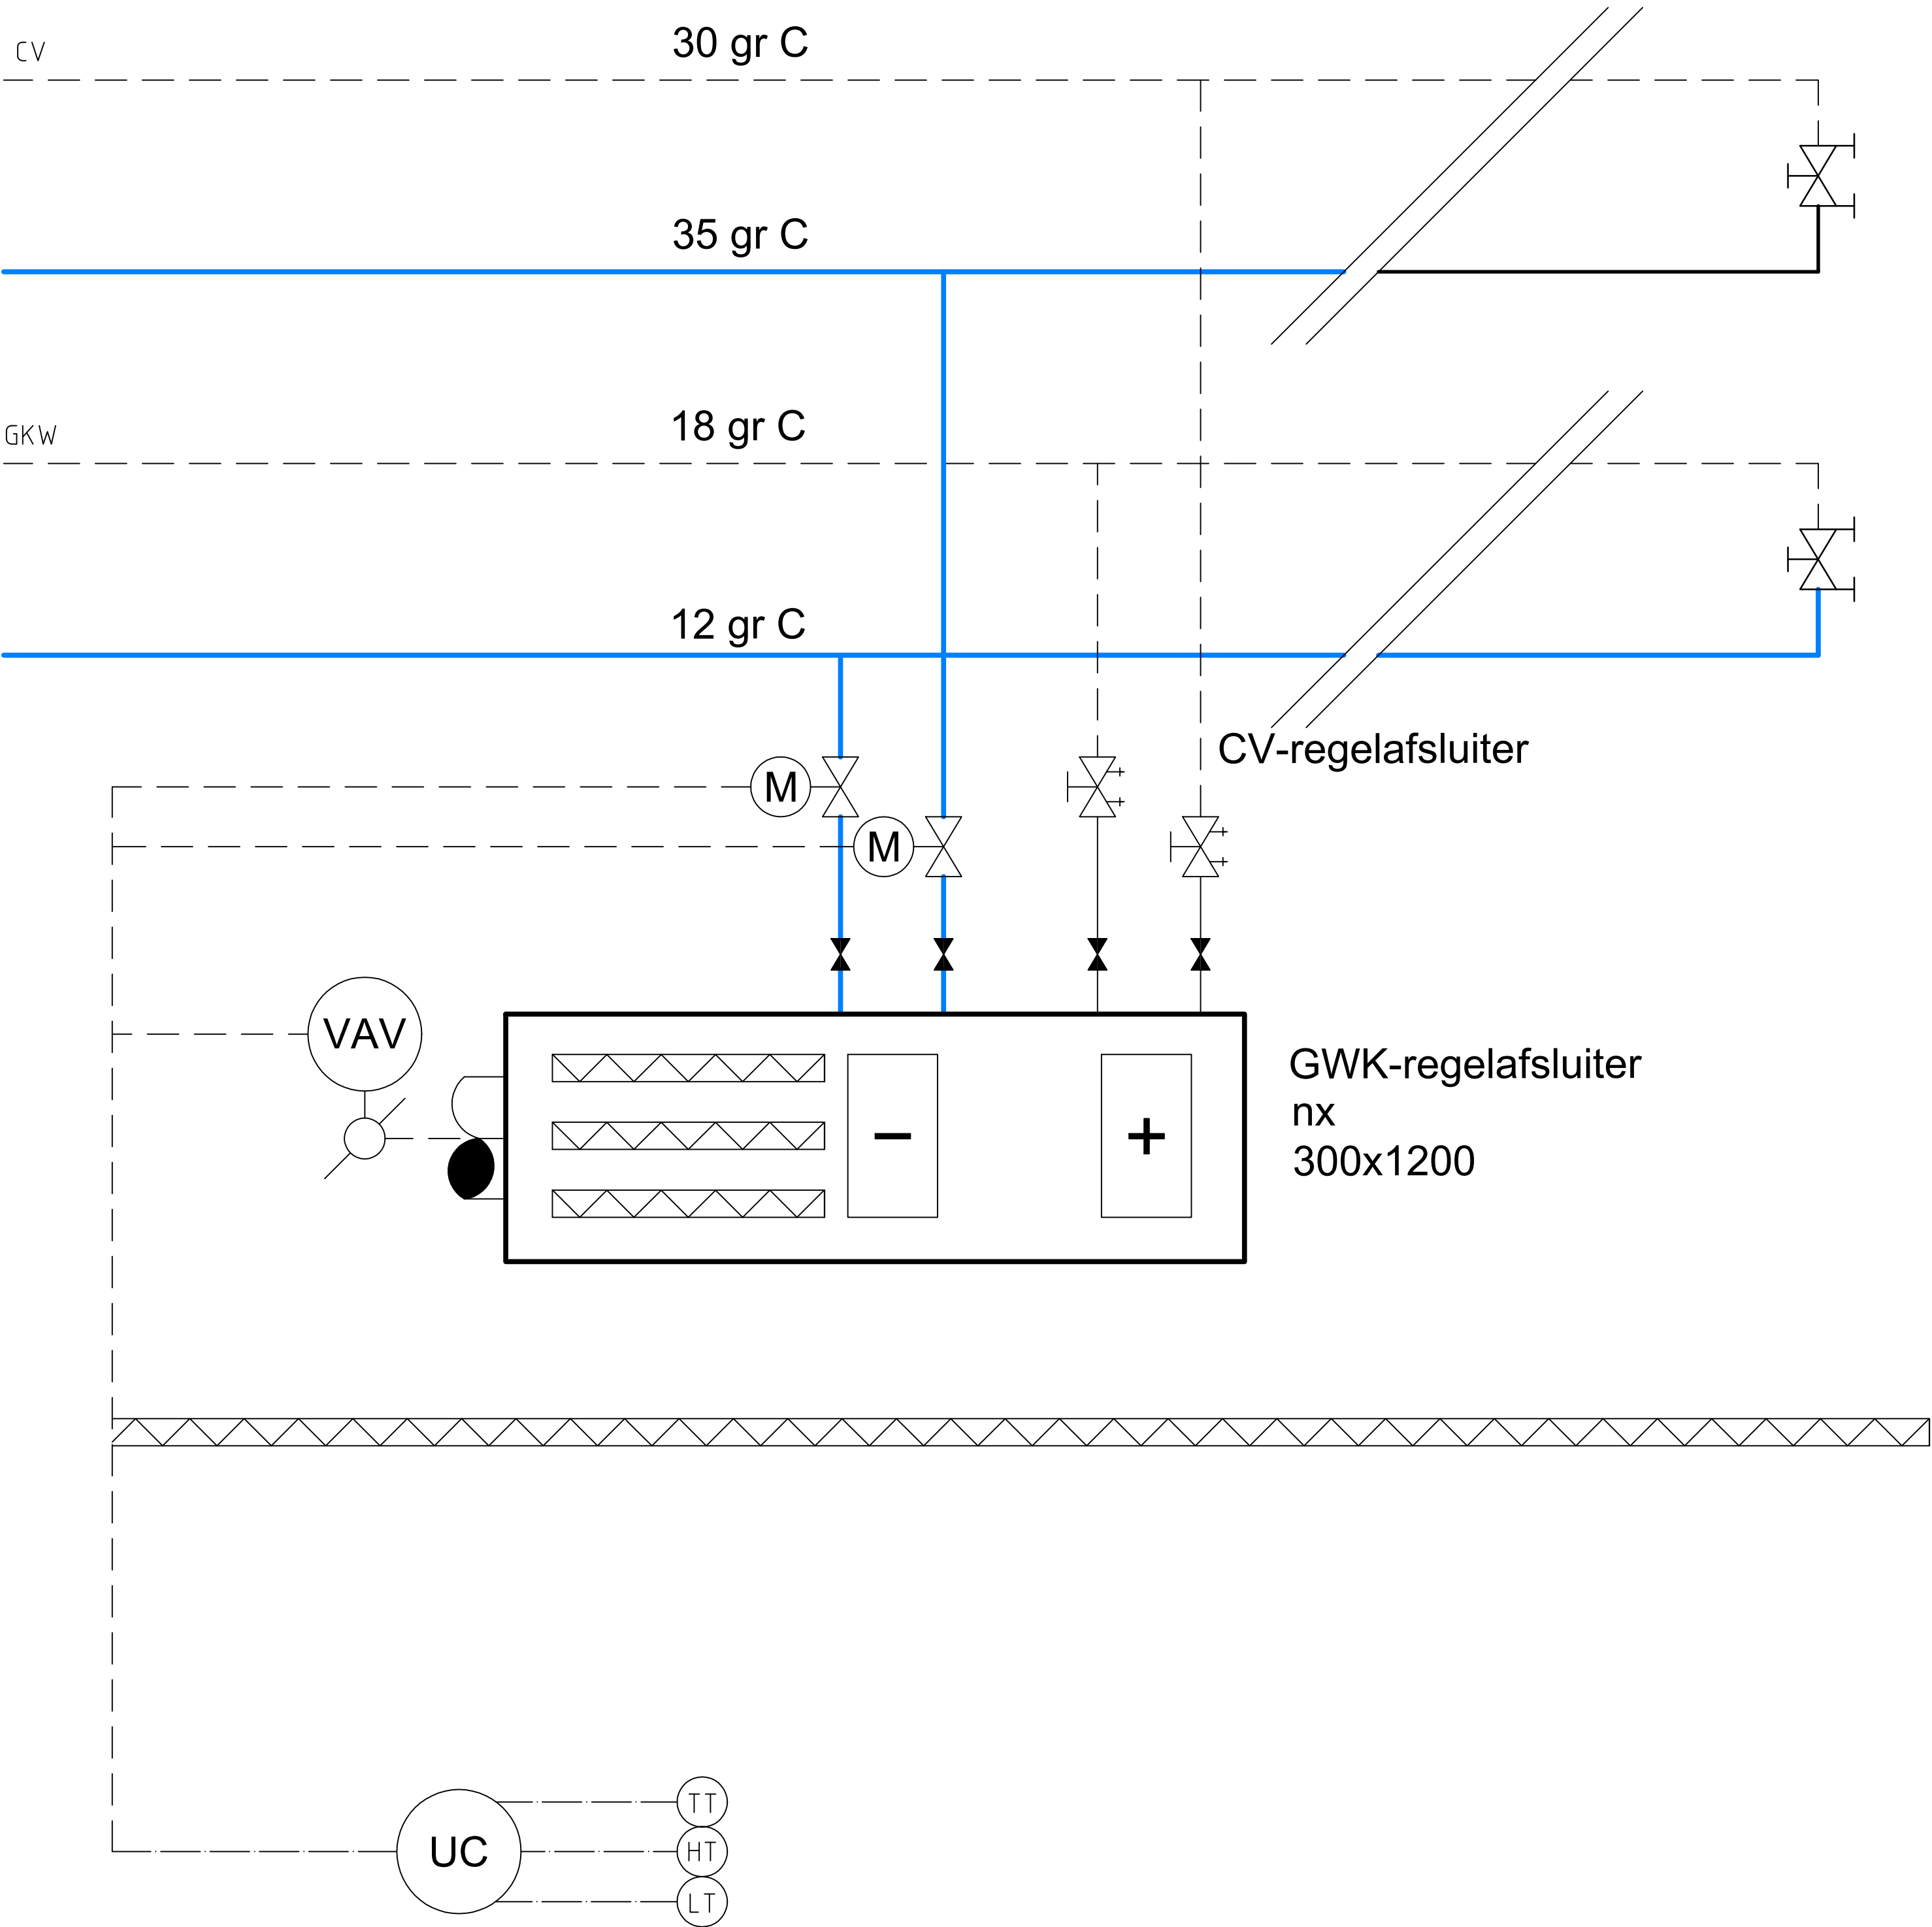 30 gr C
CV
35 gr C
18 gr C
GKW
12 gr C
CV-regelafsluiter
M
M
VAV
GWK-regelafsluiter
nx
300x1200
TT
UC
HT
LT